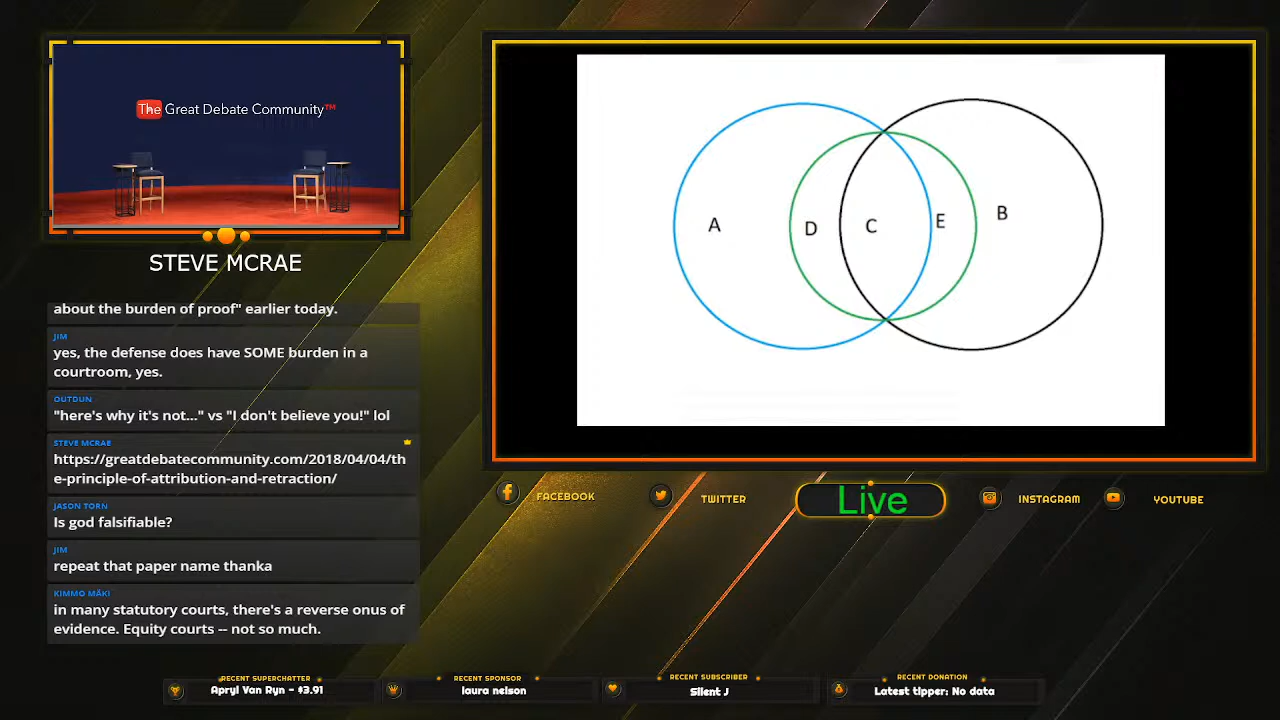 The Great Debate Community™
STEVE MCRAE
about the burden of proof" earlier today.
JIM
yes, the defense does have SOME burden in a
courtroom, yes.
OUTDUN
"here's why it's not..." vs "I don't believe you!" lol
STEVE MCRAE
https://greatdebatecommunity.com/2018/04/04/th
e-principle-of-attribution-and-retraction/
JASON TORN
Is god falsifiable?
JIM
repeat that paper name thanka
KIMMO MÄKI
in many statutory courts, there's a reverse onus of
evidence. Equity courts -- not so much.
A D C E B
FACEBOOK
TWITTER
Live
INSTAGRAM
YOUTUBE
RECENT SUPERCHATTER
Apryl Van Ryn - $3.91
RECENT SPONSOR
laura nelson
RECENT SUBSCRIBER
Silent J
RECENT DONATION
Latest tipper: No data